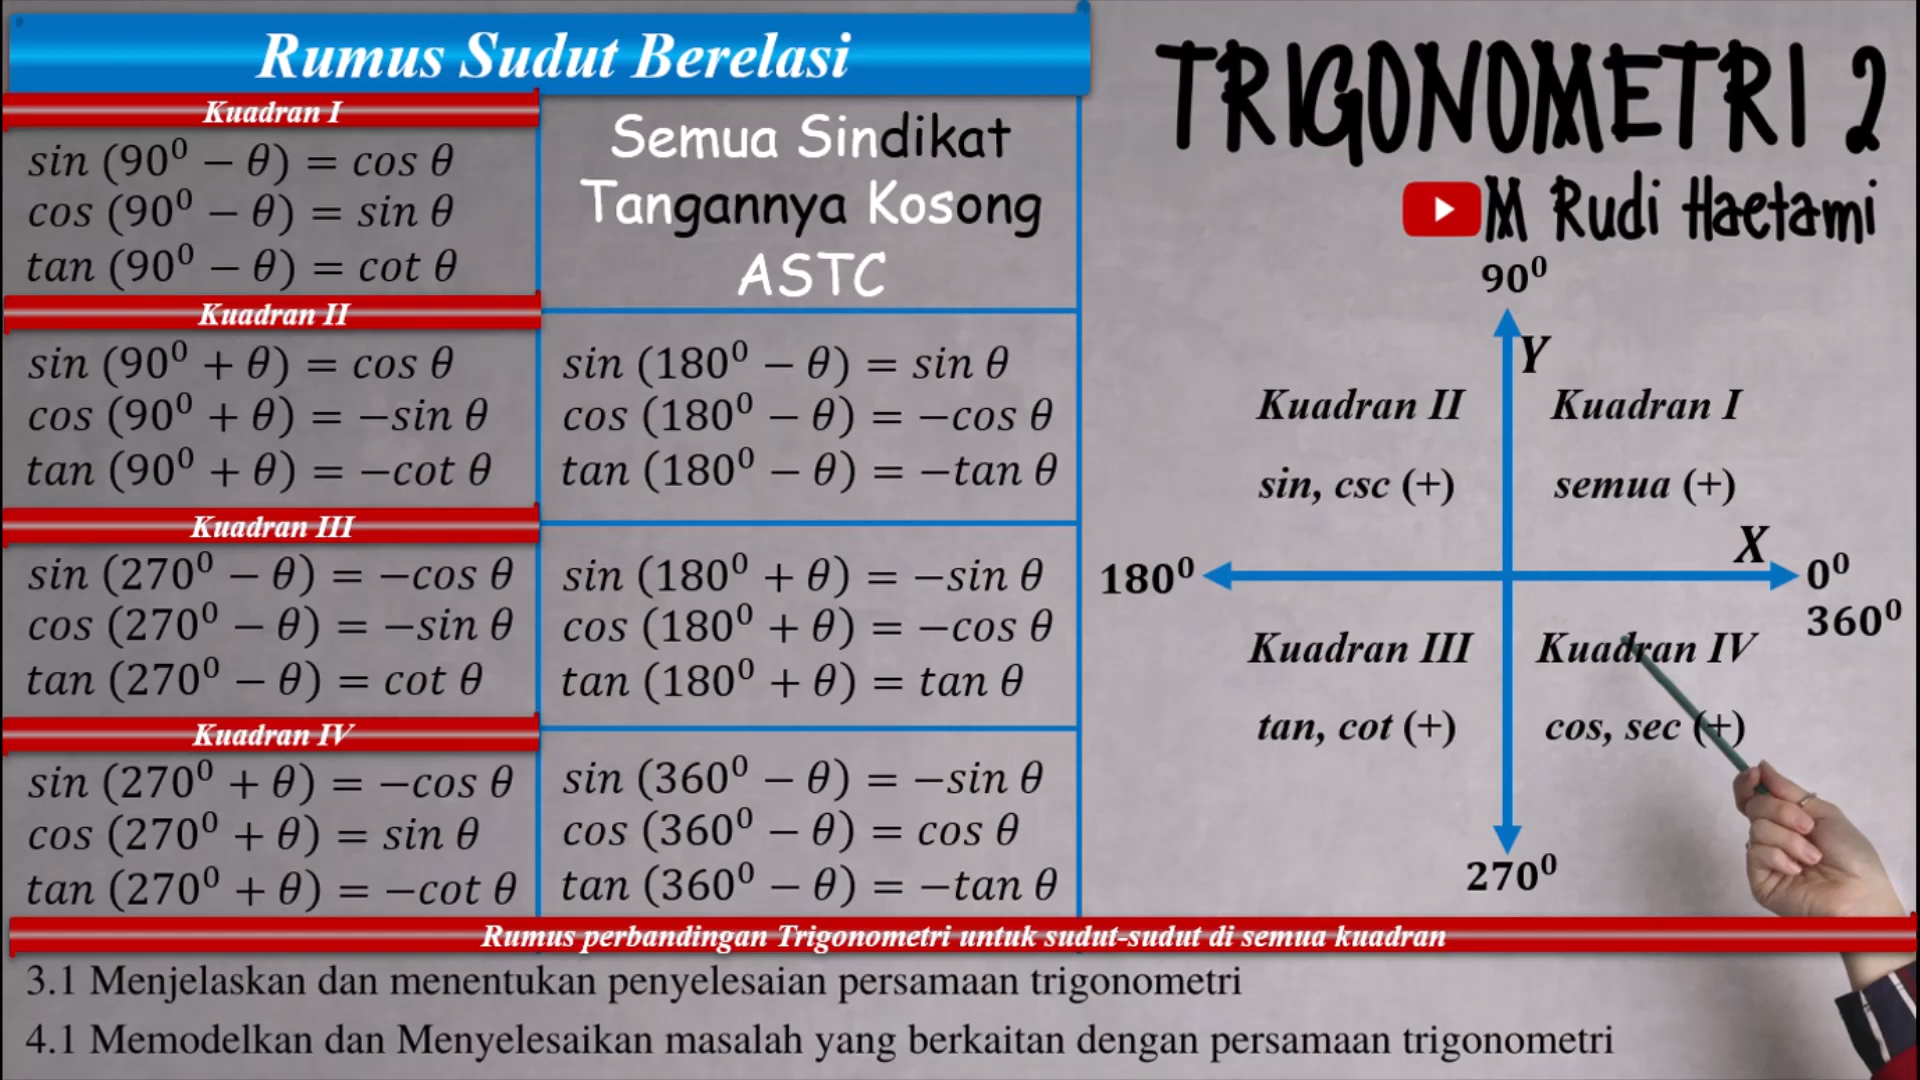 Rumus Sudut Berelasi
Kuadran I
sin (90⁰ − θ) = cos θ
cos (90⁰ − θ) = sin θ
tan (90⁰ − θ) = cot θ
Semua Sindikat
Tangannya Kosong
ASTC
Kuadran II
sin (90⁰ + θ) = cos θ
cos (90⁰ + θ) = −sin θ
tan (90⁰ + θ) = −cot θ
sin (180⁰ − θ) = sin θ
cos (180⁰ − θ) = −cos θ
tan (180⁰ − θ) = −tan θ
Kuadran III
sin (270⁰ − θ) = −cos θ
cos (270⁰ − θ) = −sin θ
tan (270⁰ − θ) = cot θ
sin (180⁰ + θ) = −sin θ
cos (180⁰ + θ) = −cos θ
tan (180⁰ + θ) = tan θ
Kuadran IV
sin (270⁰ + θ) = −cos θ
cos (270⁰ + θ) = sin θ
tan (270⁰ + θ) = −cot θ
sin (360⁰ − θ) = −sin θ
cos (360⁰ − θ) = cos θ
tan (360⁰ − θ) = −tan θ
TRIGONOMETRI 2
M Rudi Haetami
90⁰
Y
Kuadran II
Kuadran I
sin, csc (+)
semua (+)
X
180⁰
0⁰
360⁰
Kuadran III
Kuadran IV
tan, cot (+)
cos, sec (+)
270⁰
Rumus perbandingan Trigonometri untuk sudut-sudut di semua kuadran
3.1 Menjelaskan dan menentukan penyelesaian persamaan trigonometri
4.1 Memodelkan dan Menyelesaikan masalah yang berkaitan dengan persamaan trigonometri